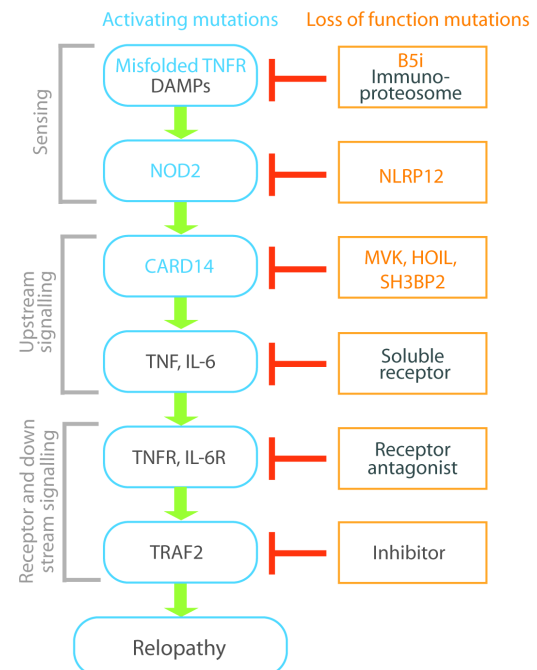 Activating mutations
Loss of function mutations
Sensing
Misfolded TNFR
DAMPs
B5i
Immuno-
proteosome
NOD2
NLRP12
Upstream
signalling
CARD14
MVK, HOIL,
SH3BP2
TNF, IL-6
Soluble
receptor
Receptor and down
stream signalling
TNFR, IL-6R
Receptor
antagonist
TRAF2
Inhibitor
Relopathy